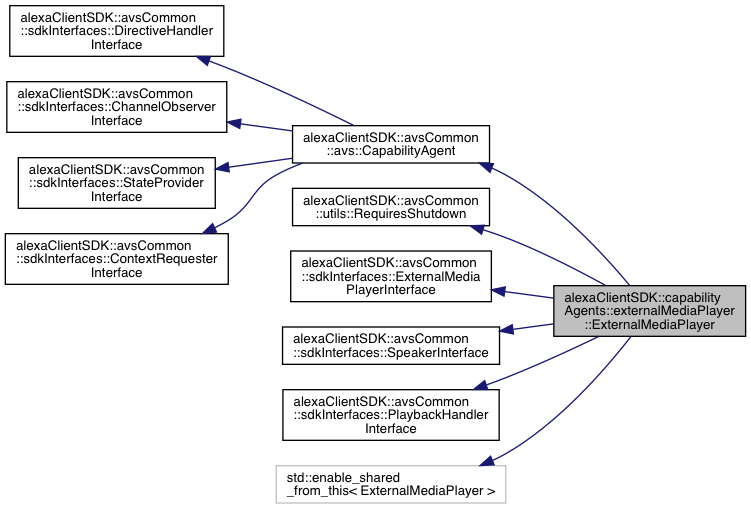 alexaClientSDK::avsCommon
::sdkInterfaces::DirectiveHandler
Interface
alexaClientSDK::avsCommon
::sdkInterfaces::ChannelObserver
Interface
alexaClientSDK::avsCommon
::sdkInterfaces::StateProvider
Interface
alexaClientSDK::avsCommon
::sdkInterfaces::ContextRequester
Interface
alexaClientSDK::avsCommon
::avs::CapabilityAgent
alexaClientSDK::avsCommon
::utils::RequiresShutdown
alexaClientSDK::avsCommon
::sdkInterfaces::ExternalMedia
PlayerInterface
alexaClientSDK::avsCommon
::sdkInterfaces::SpeakerInterface
alexaClientSDK::avsCommon
::sdkInterfaces::PlaybackHandler
Interface
std::enable_shared
_from_this< ExternalMediaPlayer >
alexaClientSDK::capability
Agents::externalMediaPlayer
::ExternalMediaPlayer